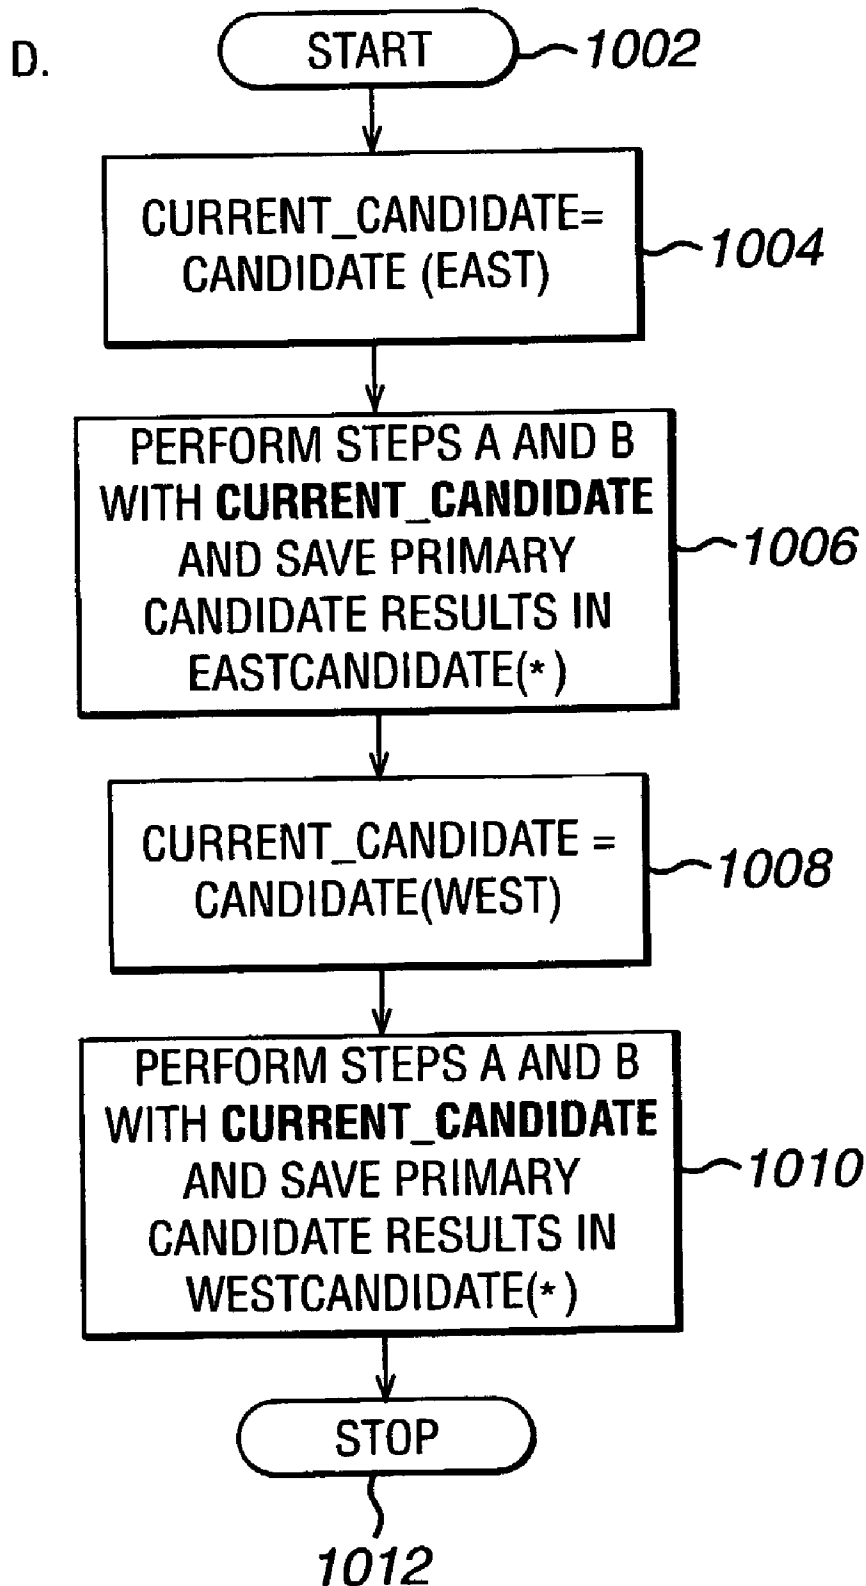 D.
START
1002
CURRENT_CANDIDATE=
CANDIDATE (EAST)
1004
PERFORM STEPS A AND B
WITH CURRENT_CANDIDATE
AND SAVE PRIMARY
CANDIDATE RESULTS IN
EASTCANDIDATE(*)
1006
CURRENT_CANDIDATE =
CANDIDATE(WEST)
1008
PERFORM STEPS A AND B
WITH CURRENT_CANDIDATE
AND SAVE PRIMARY
CANDIDATE RESULTS IN
WESTCANDIDATE(*)
1010
STOP
1012